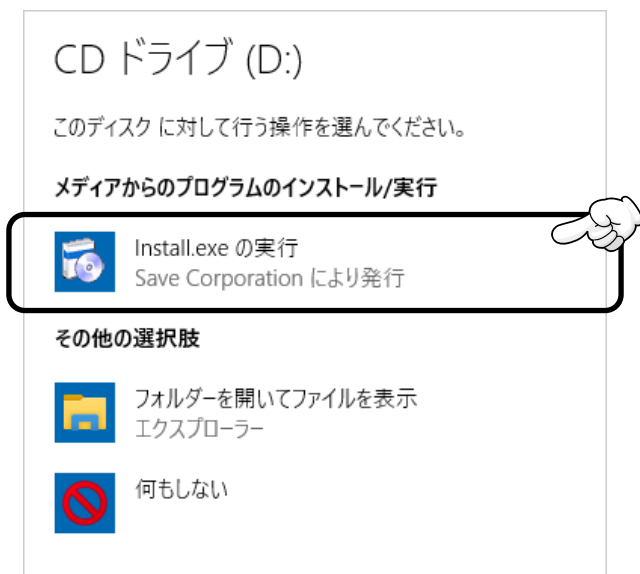 CD ドライブ (D:)
このディスク に対して行う操作を選んでください。
メディアからのプログラムのインストール/実行
Install.exe の実行
Save Corporation により発行
その他の選択肢
フォルダーを開いてファイルを表示
エクスプローラー
何もしない